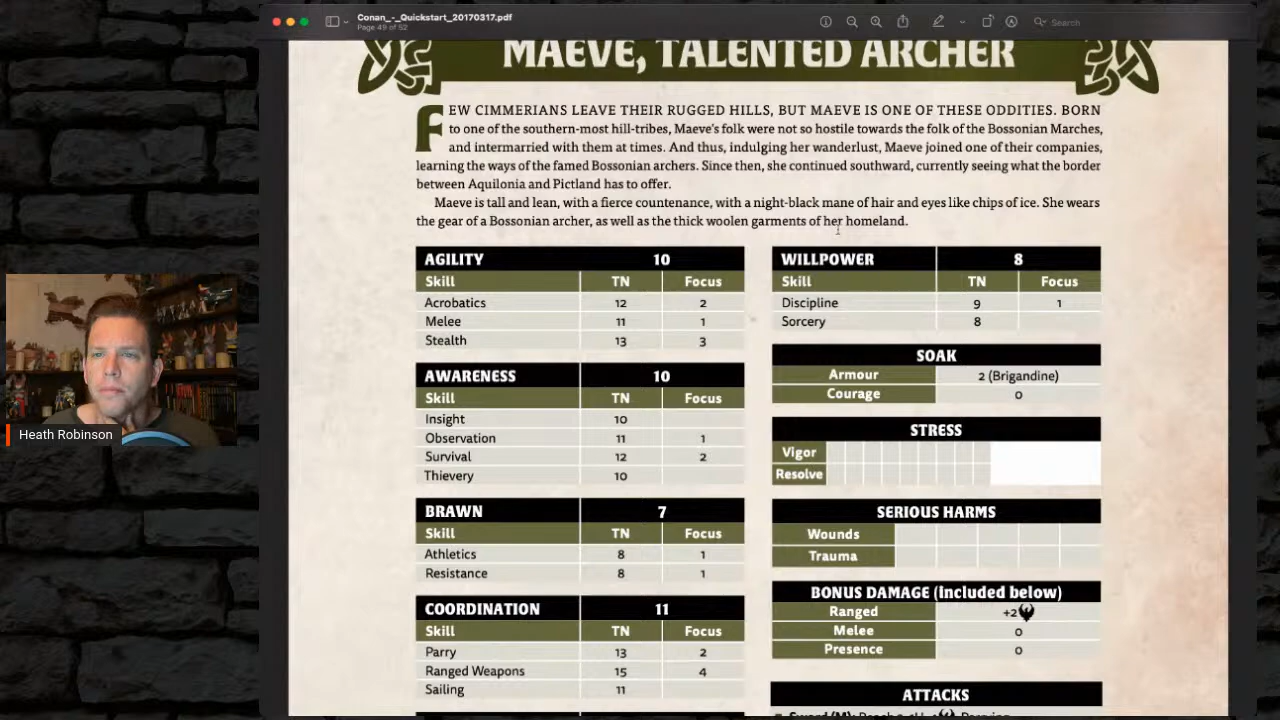 Conan_-_Quickstart_20170317.pdf
Page 49 of 52
Search
MAEVE, TALENTED ARCHER
FEW CIMMERIANS LEAVE THEIR RUGGED HILLS, BUT MAEVE IS ONE OF THESE ODDITIES. BORN
to one of the southern-most hill-tribes, Maeve's folk were not so hostile towards the folk of the Bossonian Marches,
and intermarried with them at times. And thus, indulging her wanderlust, Maeve joined one of their companies,
learning the ways of the famed Bossonian archers. Since then, she continued southward, currently seeing what the border
between Aquilonia and Pictland has to offer.
Maeve is tall and lean, with a fierce countenance, with a night-black mane of hair and eyes like chips of ice. She wears
the gear of a Bossonian archer, as well as the thick woolen garments of her homeland.
AGILITY 10
Skill TN Focus
Acrobatics 12 2
Melee 11 1
Stealth 13 3
AWARENESS 10
Skill TN Focus
Insight 10
Observation 11 1
Survival 12 2
Thievery 10
BRAWN 7
Skill TN Focus
Athletics 8 1
Resistance 8 1
COORDINATION 11
Skill TN Focus
Parry 13 2
Ranged Weapons 15 4
Sailing 11
WILLPOWER 8
Skill TN Focus
Discipline 9 1
Sorcery 8
SOAK
Armour 2 (Brigandine)
Courage 0
STRESS
Vigor
Resolve
SERIOUS HARMS
Wounds
Trauma
BONUS DAMAGE (included below)
Ranged +2
Melee 0
Presence 0
ATTACKS
Heath Robinson